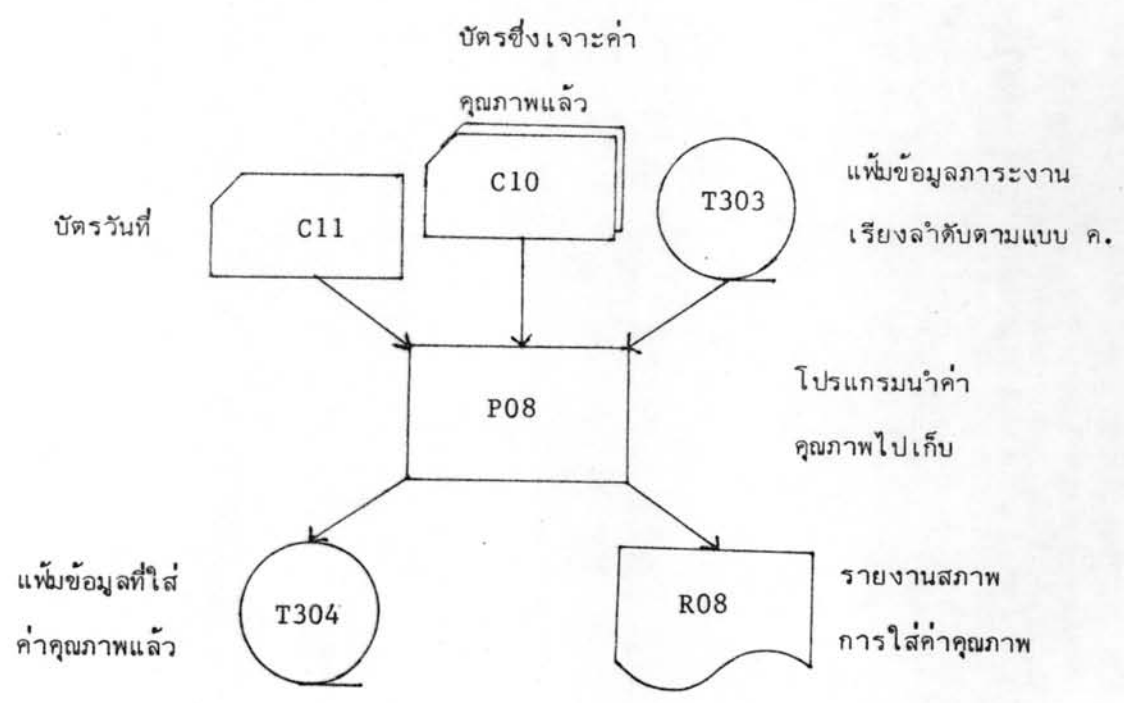 บัตรซึ่งเจาะค่า
คุณภาพแล้ว
C10
C11
T303
บัตรวันที่
แฟ้มข้อมูลภาระงาน
เรียงลำดับตามแบบ ค.
P08
โปรแกรมนำค่า
คุณภาพไปเก็บ
แฟ้มข้อมูลที่ใส่
ค่าคุณภาพแล้ว
T304
R08
รายงานสภาพ
การใส่ค่าคุณภาพ